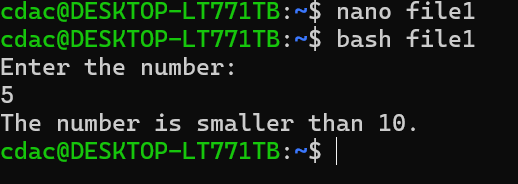 cdac@DESKTOP-LT771TB:~$ nano file1
cdac@DESKTOP-LT771TB:~$ bash file1
Enter the number:
5
The number is smaller than 10.
cdac@DESKTOP-LT771TB:~$